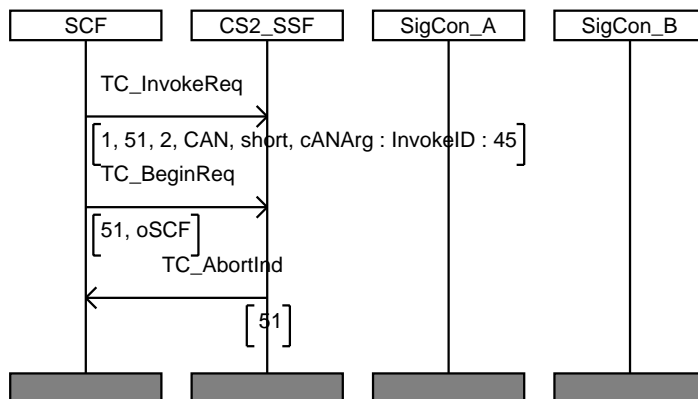 SCF CS2_SSF SigCon_A SigCon_B
TC_InvokeReq
1, 51, 2, CAN, short, cANArg : InvokeID : 45
TC_BeginReq
51, oSCF
TC_AbortInd
51